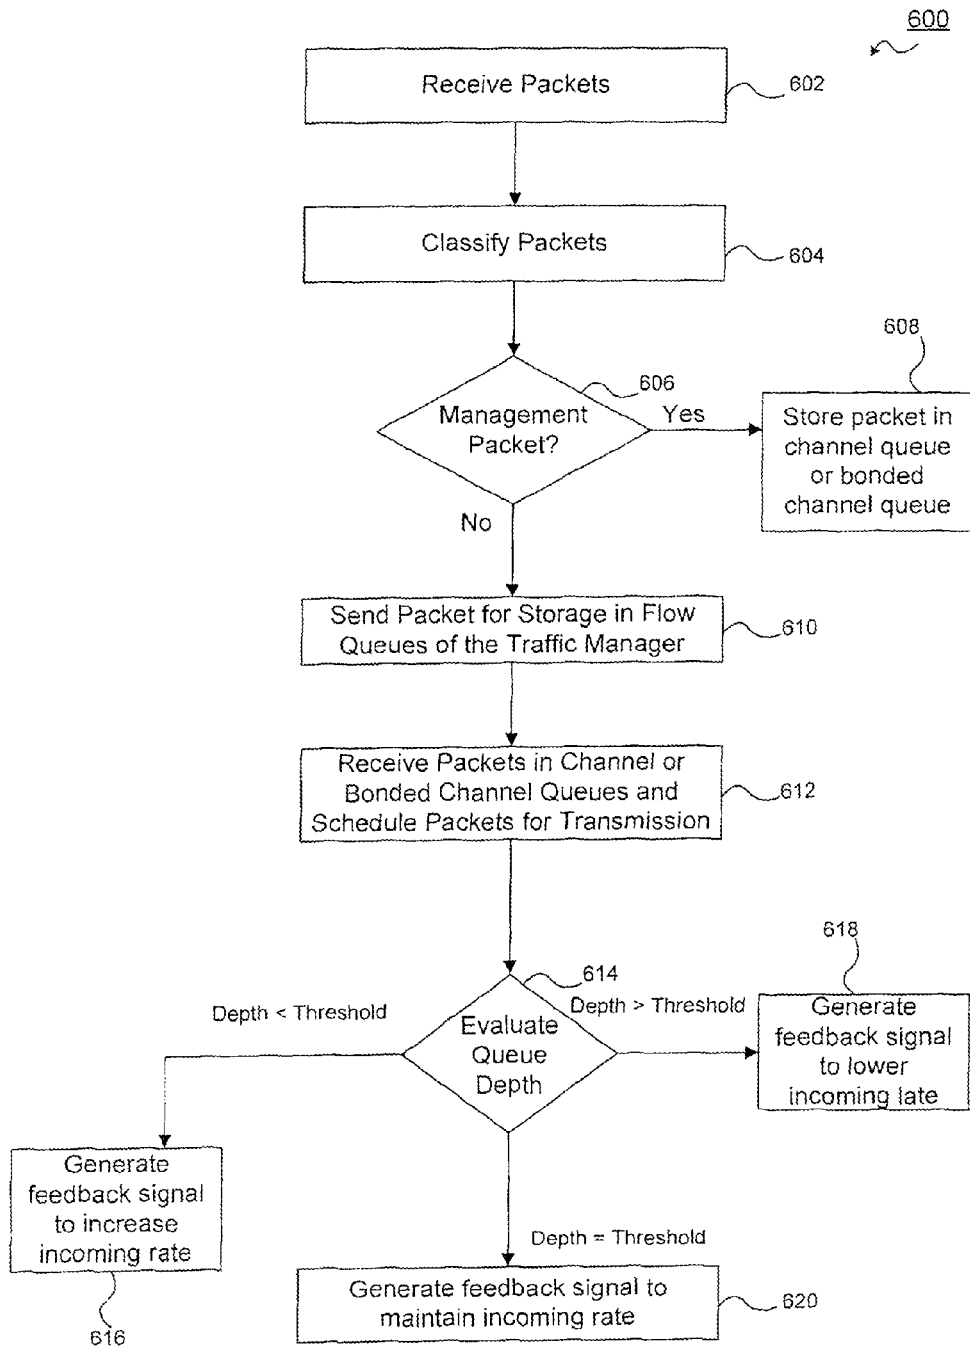 600
Receive Packets
602
Classify Packets
604
606
Management
Packet?
Yes
608
Store packet in
channel queue
or bonded
channel queue
No
Send Packet for Storage in Flow
Queues of the Traffic Manager
610
Receive Packets in Channel or
Bonded Channel Queues and
Schedule Packets for Transmission
612
614
Evaluate
Queue
Depth
Depth < Threshold
Depth > Threshold
618
Generate
feedback signal
to lower
incoming late
Generate
feedback signal
to increase
incoming rate
616
Depth = Threshold
Generate feedback signal to
maintain incoming rate
620